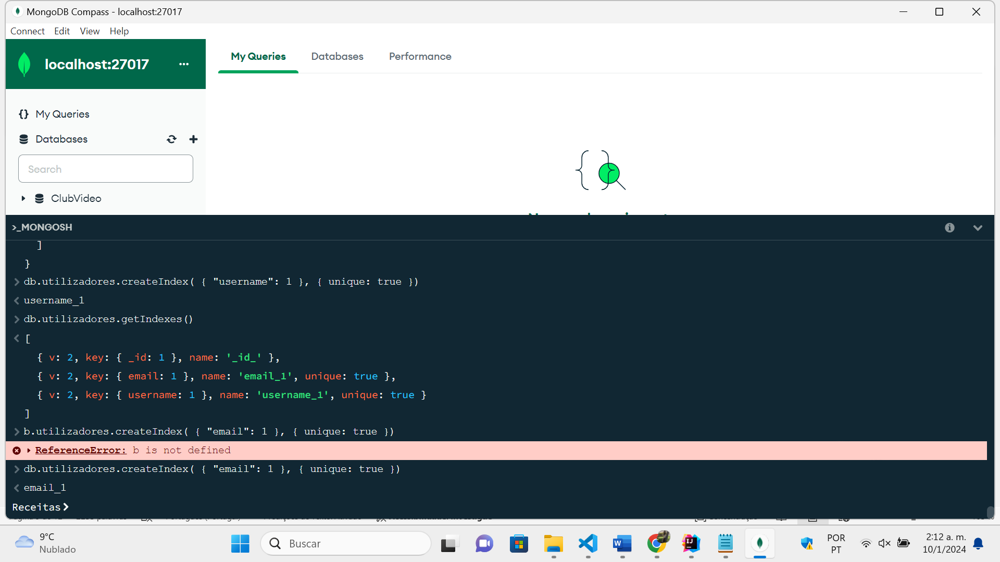 MongoDB Compass - localhost:27017
Connect Edit View Help
localhost:27017 ...
My Queries Databases Performance
{} My Queries
Databases
Search
ClubVideo
>_MONGOSH
]
}
db.utilizadores.createIndex( { "username": 1 }, { unique: true })
username_1
db.utilizadores.getIndexes()
[
{ v: 2, key: { _id: 1 }, name: '_id_' },
{ v: 2, key: { email: 1 }, name: 'email_1', unique: true },
{ v: 2, key: { username: 1 }, name: 'username_1', unique: true }
]
b.utilizadores.createIndex( { "email": 1 }, { unique: true })
ReferenceError: b is not defined
db.utilizadores.createIndex( { "email": 1 }, { unique: true })
email_1
Receitas>
9°C
Nublado
Buscar
POR
PT
2:12 a. m.
10/1/2024